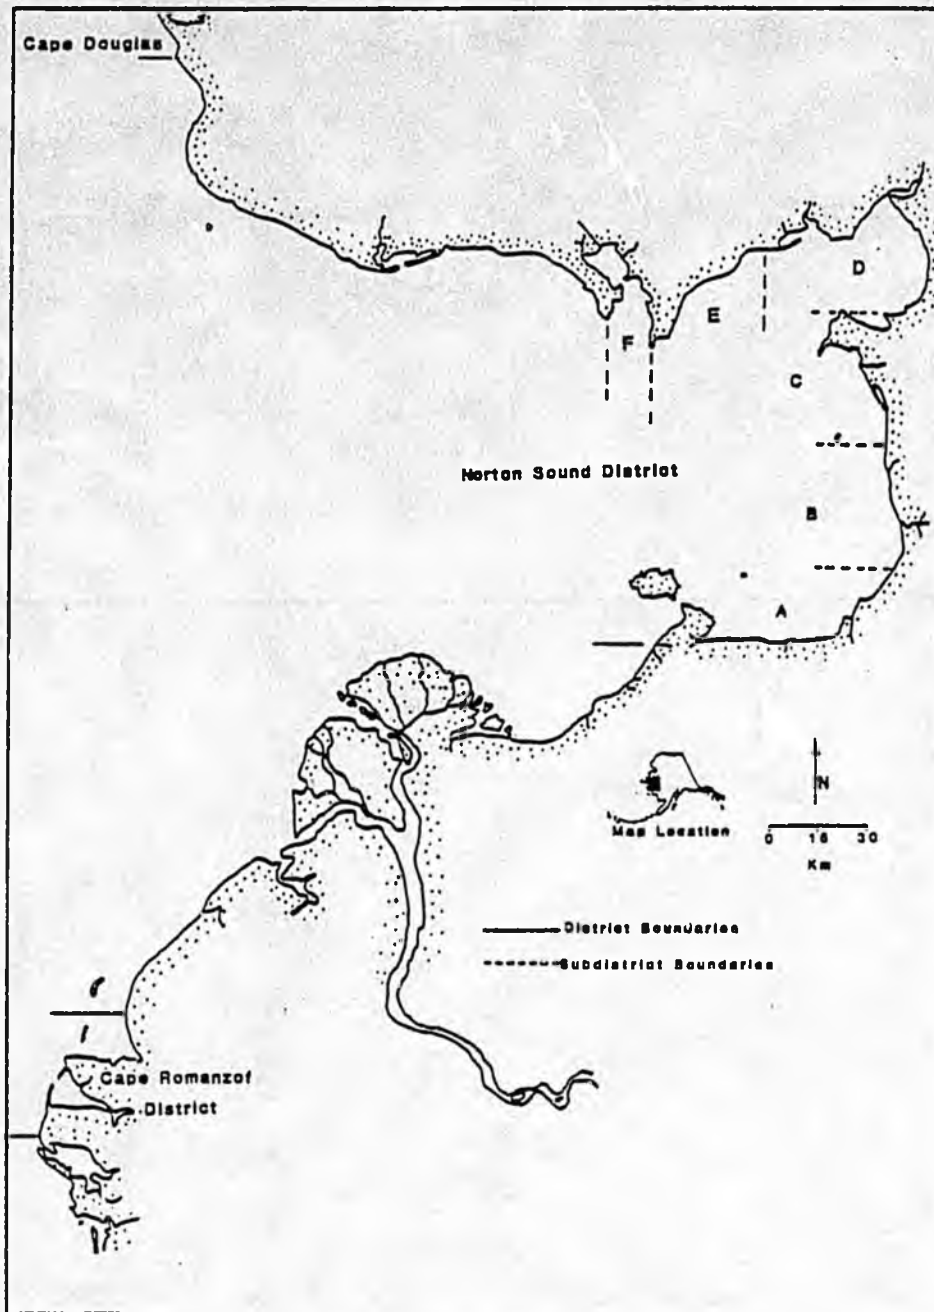 Cape Douglas
D
E
F
C
Norton Sound District
B
A
N
Map Location
0 15 30
Km
District Boundaries
Subdistrict Boundaries
Cape Romanzof
District